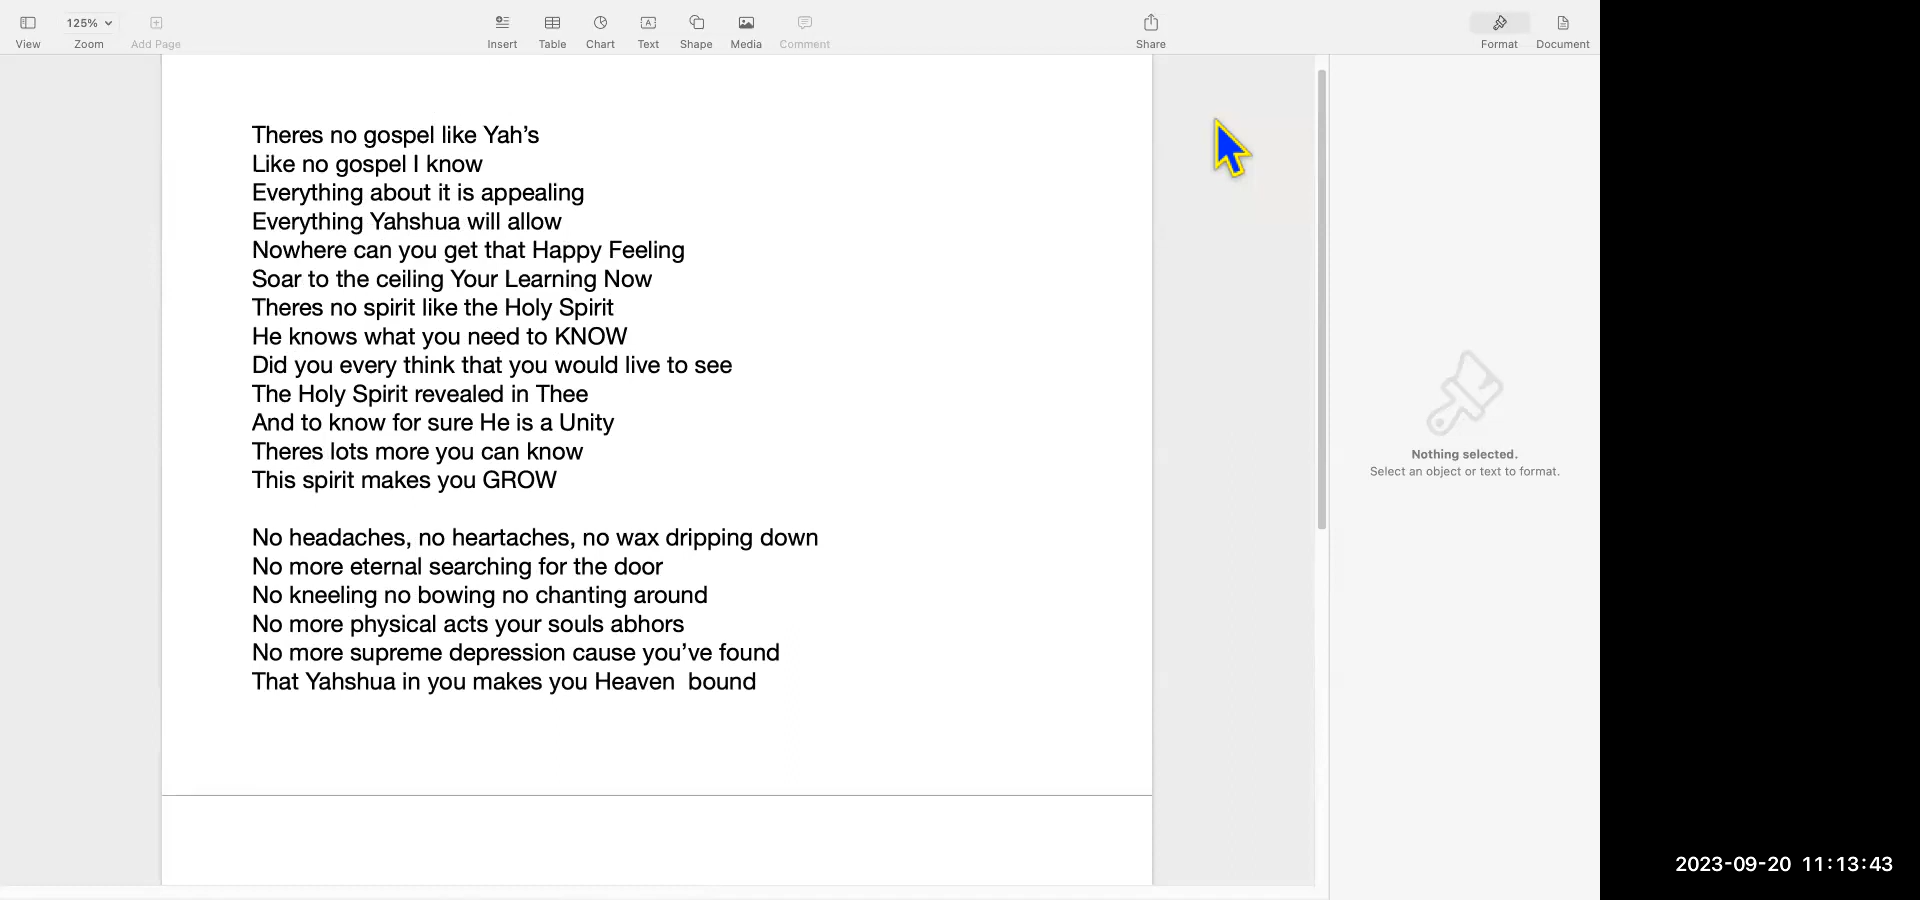 125%
View
Zoom
Add Page
Insert
Table
Chart
Text
Shape
Media
Comment
Share
Format
Document
Theres no gospel like Yah’s
Like no gospel I know
Everything about it is appealing
Everything Yahshua will allow
Nowhere can you get that Happy Feeling
Soar to the ceiling Your Learning Now
Theres no spirit like the Holy Spirit
He knows what you need to KNOW
Did you every think that you would live to see
The Holy Spirit revealed in Thee
And to know for sure He is a Unity
Theres lots more you can know
This spirit makes you GROW
No headaches, no heartaches, no wax dripping down
No more eternal searching for the door
No kneeling no bowing no chanting around
No more physical acts your souls abhors
No more supreme depression cause you’ve found
That Yahshua in you makes you Heaven  bound
Nothing selected.
Select an object or text to format.
2023-09-20 11:13:43